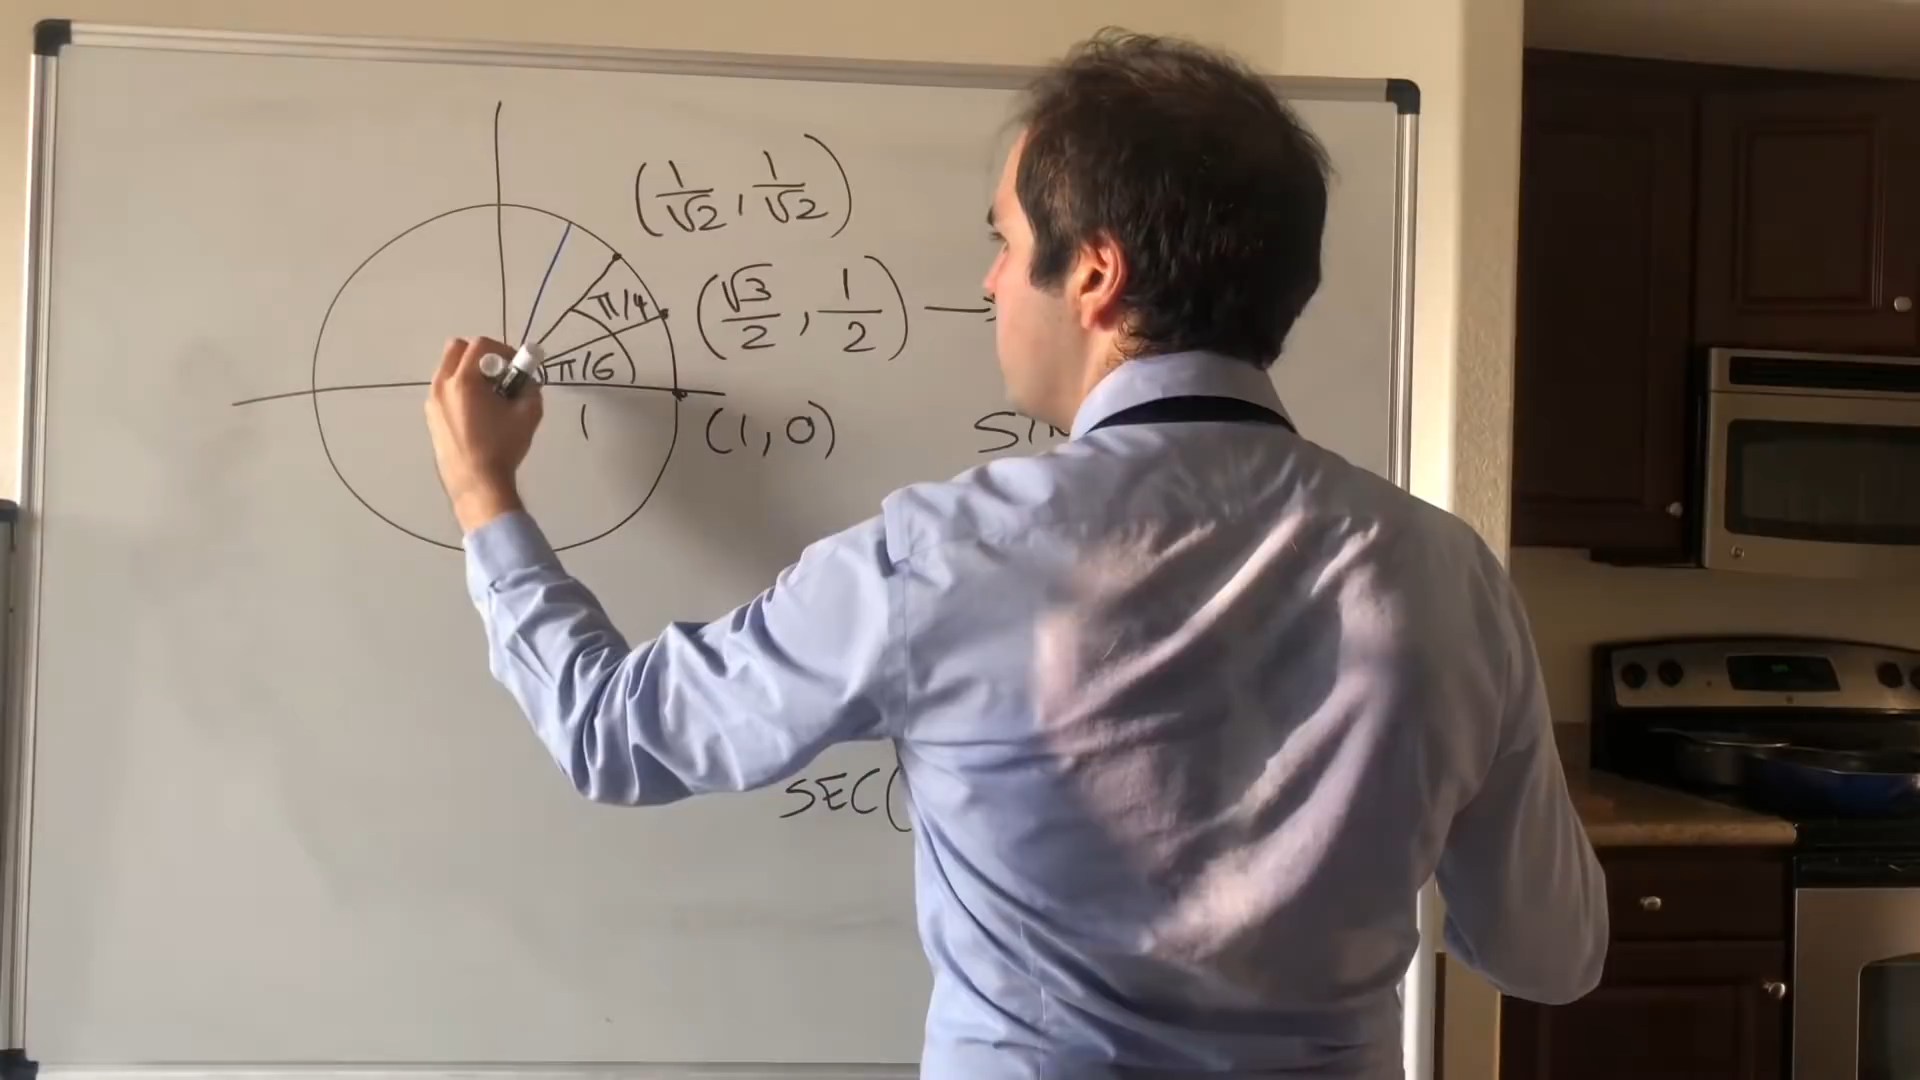 (1/√2, 1/√2)
π/4
(√3/2, 1/2) →
π/6
1
(1, 0)
SIN
SEC(